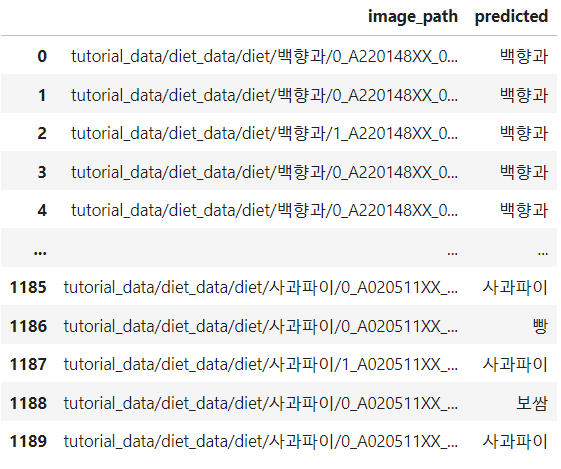 image_path predicted
0 tutorial_data/diet_data/diet/백향과/0_A220148XX_0... 백향과
1 tutorial_data/diet_data/diet/백향과/0_A220148XX_0... 백향과
2 tutorial_data/diet_data/diet/백향과/1_A220148XX_0... 백향과
3 tutorial_data/diet_data/diet/백향과/0_A220148XX_0... 백향과
4 tutorial_data/diet_data/diet/백향과/0_A220148XX_0... 백향과
... ... ...
1185 tutorial_data/diet_data/diet/사과파이/0_A020511XX_... 사과파이
1186 tutorial_data/diet_data/diet/사과파이/0_A020511XX_... 빵
1187 tutorial_data/diet_data/diet/사과파이/1_A020511XX_... 사과파이
1188 tutorial_data/diet_data/diet/사과파이/0_A020511XX_... 보쌈
1189 tutorial_data/diet_data/diet/사과파이/0_A020511XX_... 사과파이